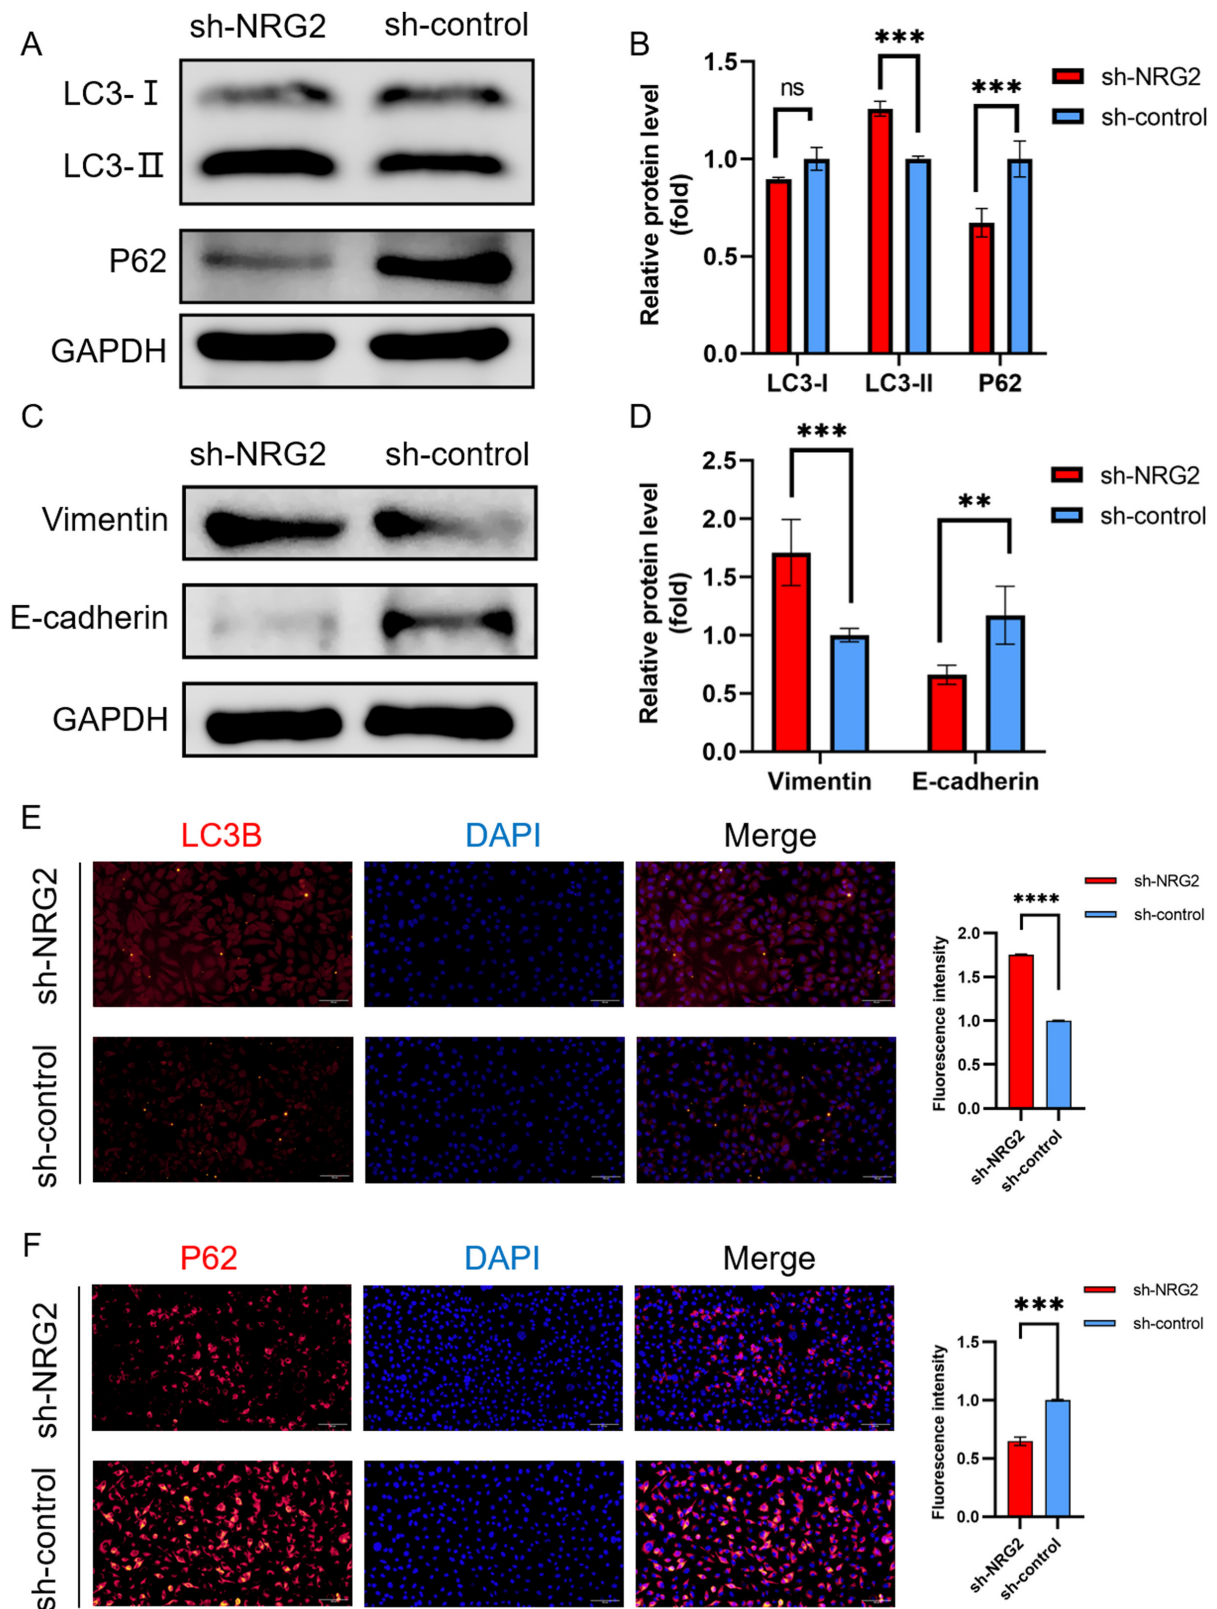 A
sh-NRG2 sh-control
LC3-Ⅰ
LC3-Ⅱ
P62
GAPDH
B
1.5
1.0
0.5
0.0
Relative protein level
(fold)
ns
***
***
LC3-I LC3-II P62
sh-NRG2
sh-control
C
sh-NRG2 sh-control
Vimentin
E-cadherin
GAPDH
D
2.5
2.0
1.5
1.0
0.5
0.0
Relative protein level
(fold)
***
**
Vimentin E-cadherin
sh-NRG2
sh-control
E
LC3B DAPI Merge
sh-NRG2
sh-control
sh-NRG2
sh-control
****
2.0
1.5
1.0
0.5
0.0
Fluorescence intensity
sh-NRG2
sh-control
F
P62 DAPI Merge
sh-NRG2
sh-control
sh-NRG2
sh-control
***
1.5
1.0
0.5
0.0
Fluorescence intensity
sh-NRG2
sh-control